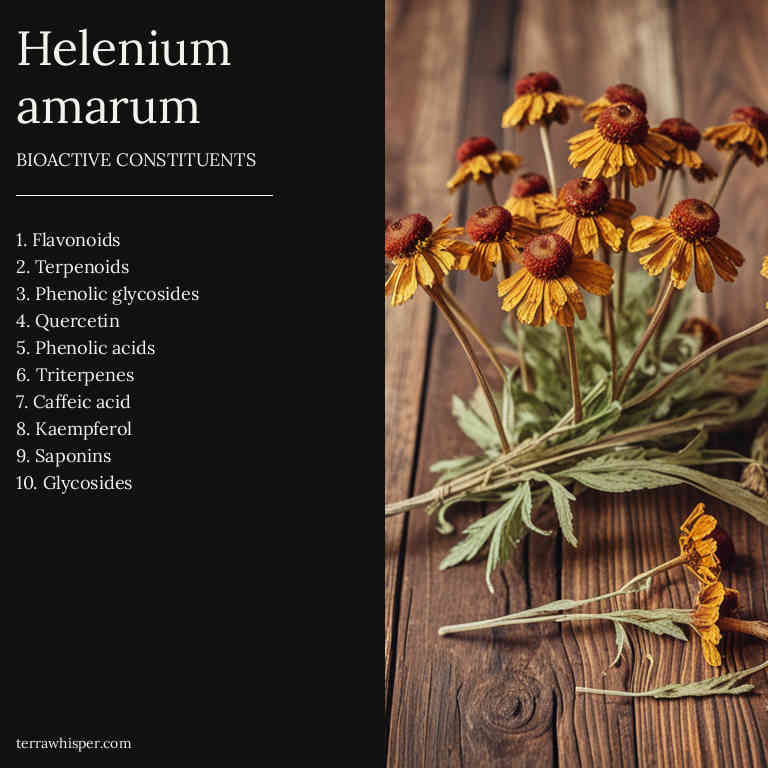 Helenium
amarum
BIOACTIVE CONSTITUENTS
1. Flavonoids
2. Terpenoids
3. Phenolic glycosides
4. Quercetin
5. Phenolic acids
6. Triterpenes
7. Caffeic acid
8. Kaempferol
9. Saponins
10. Glycosides
terrawhisper.com